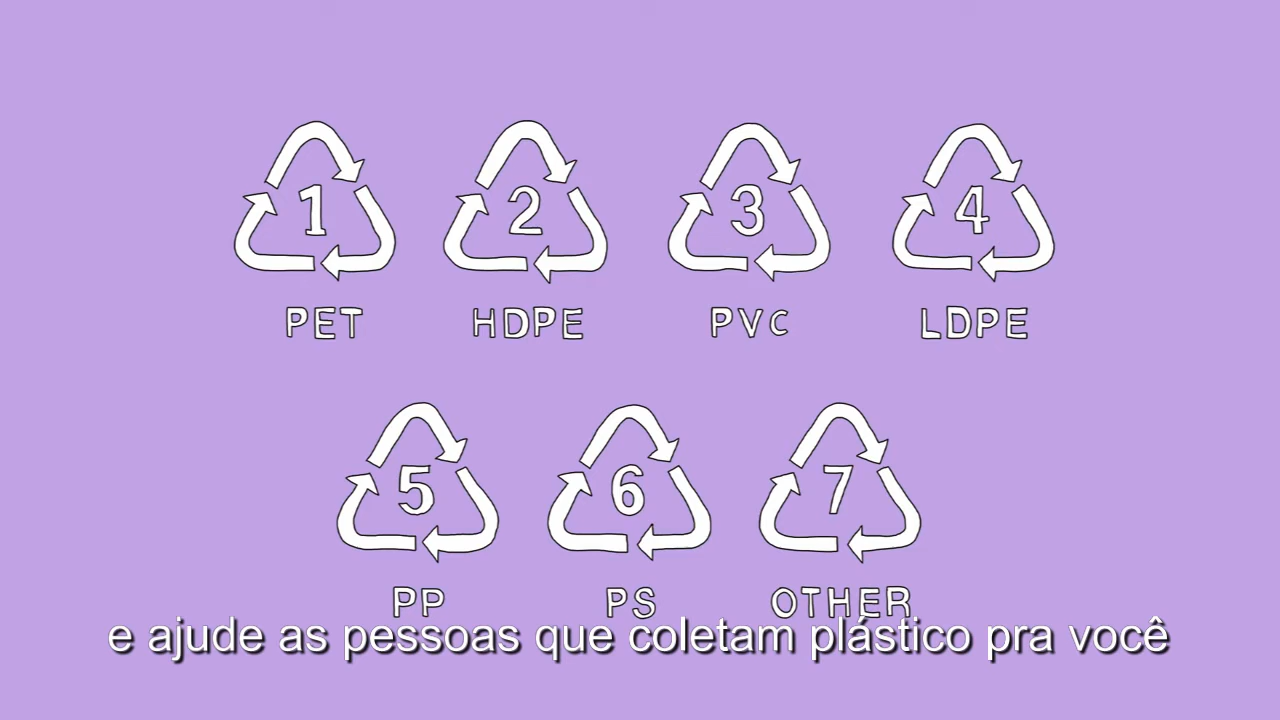 1 2 3 4
PET HDPE PVC LDPE
5 6 7
PP PS OTHER
e ajude as pessoas que coletam plástico pra você